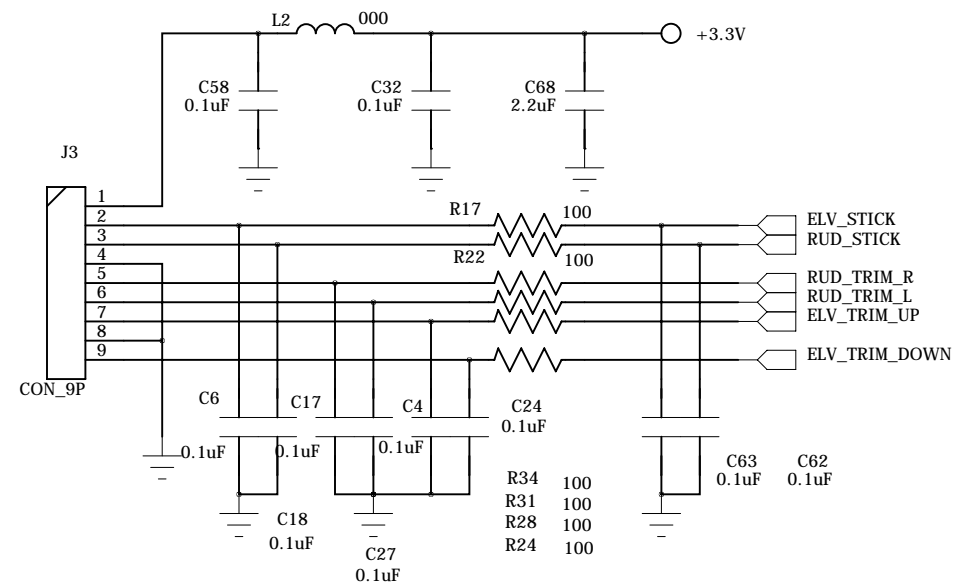 L2 000
+3.3V
C58
0.1uF
C32
0.1uF
C68
2.2uF
J3
1
2
3
4
5
6
7
8
9
CON_9P
R17 100
R22 100
ELV_STICK
RUD_STICK
RUD_TRIM_R
RUD_TRIM_L
ELV_TRIM_UP
ELV_TRIM_DOWN
C6
0.1uF
C17
0.1uF
C4
0.1uF
C24
0.1uF
C63
0.1uF
C62
0.1uF
C18
0.1uF
C27
0.1uF
R34 100
R31 100
R28 100
R24 100